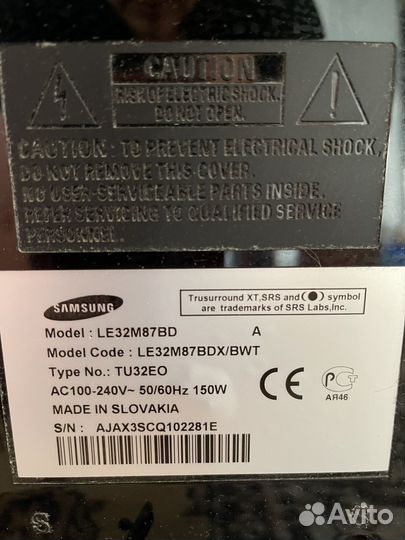 CAUTION
RISK OF ELECTRIC SHOCK.
DO NOT OPEN.
CAUTION - TO PREVENT ELECTRICAL SHOCK,
DO NOT REMOVE THIS COVER.
NO USER-SERVICEABLE PARTS INSIDE.
REFER SERVICING TO QUALIFIED SERVICE
PERSONNEL.
SAMSUNG
Trusurround XT,SRS and symbol
are trademarks of SRS Labs,Inc.
Model : LE32M87BD A
Model Code : LE32M87BDX/BWT
Type No.: TU32EO
AC100-240V~ 50/60Hz 150W
MADE IN SLOVAKIA
S/N : AJAX3SCQ102281E
АЯ46
S
Avito